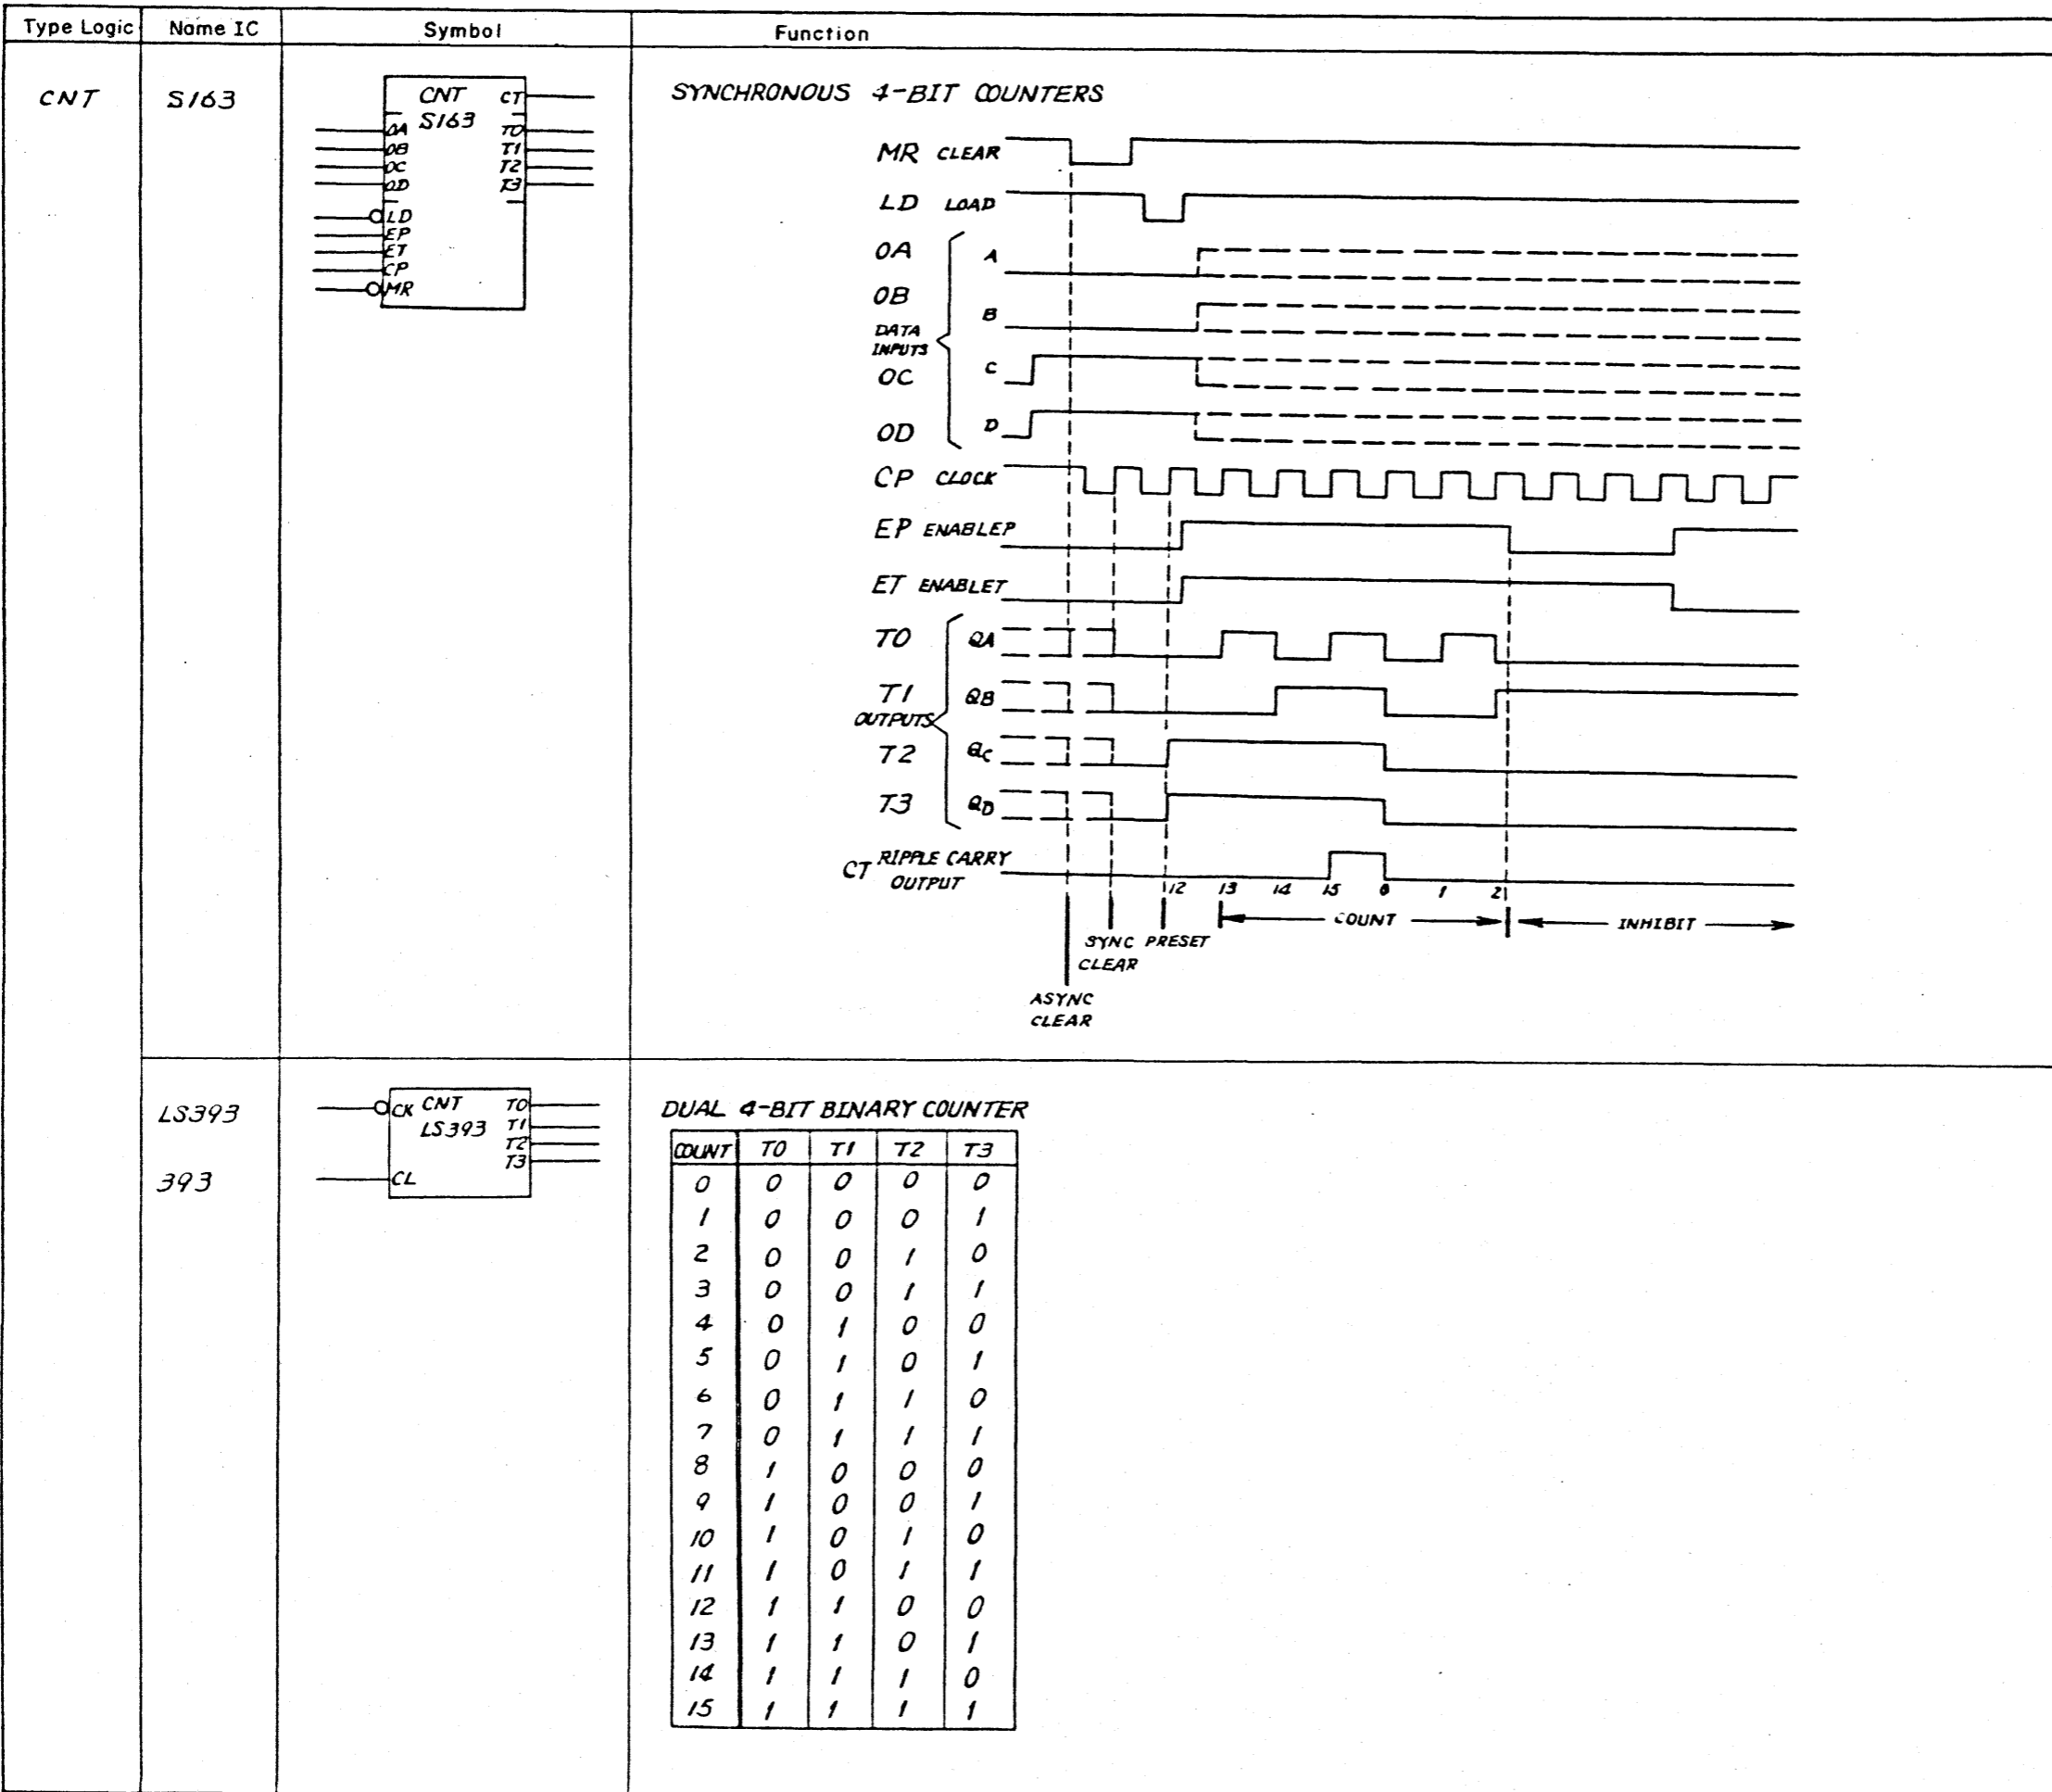 Type Logic Name IC Symbol Function
CNT S163
CNT CT
S163
OA T0
OB T1
OC T2
OD T3
LD
EP
ET
CP
MR
SYNCHRONOUS 4-BIT COUNTERS
MR CLEAR
LD LOAD
OA A
OB B
DATA
INPUTS
OC C
OD D
CP CLOCK
EP ENABLEP
ET ENABLET
T0 QA
T1 QB
OUTPUTS
T2 QC
T3 QD
CT RIPPLE CARRY
OUTPUT
12 13 14 15 0 1 2
COUNT INHIBIT
SYNC PRESET
CLEAR
ASYNC
CLEAR
LS393
393
CK CNT T0
LS393 T1
T2
T3
CL
DUAL 4-BIT BINARY COUNTER
COUNT T0 T1 T2 T3
0 0 0 0 0
1 0 0 0 1
2 0 0 1 0
3 0 0 1 1
4 0 1 0 0
5 0 1 0 1
6 0 1 1 0
7 0 1 1 1
8 1 0 0 0
9 1 0 0 1
10 1 0 1 0
11 1 0 1 1
12 1 1 0 0
13 1 1 0 1
14 1 1 1 0
15 1 1 1 1